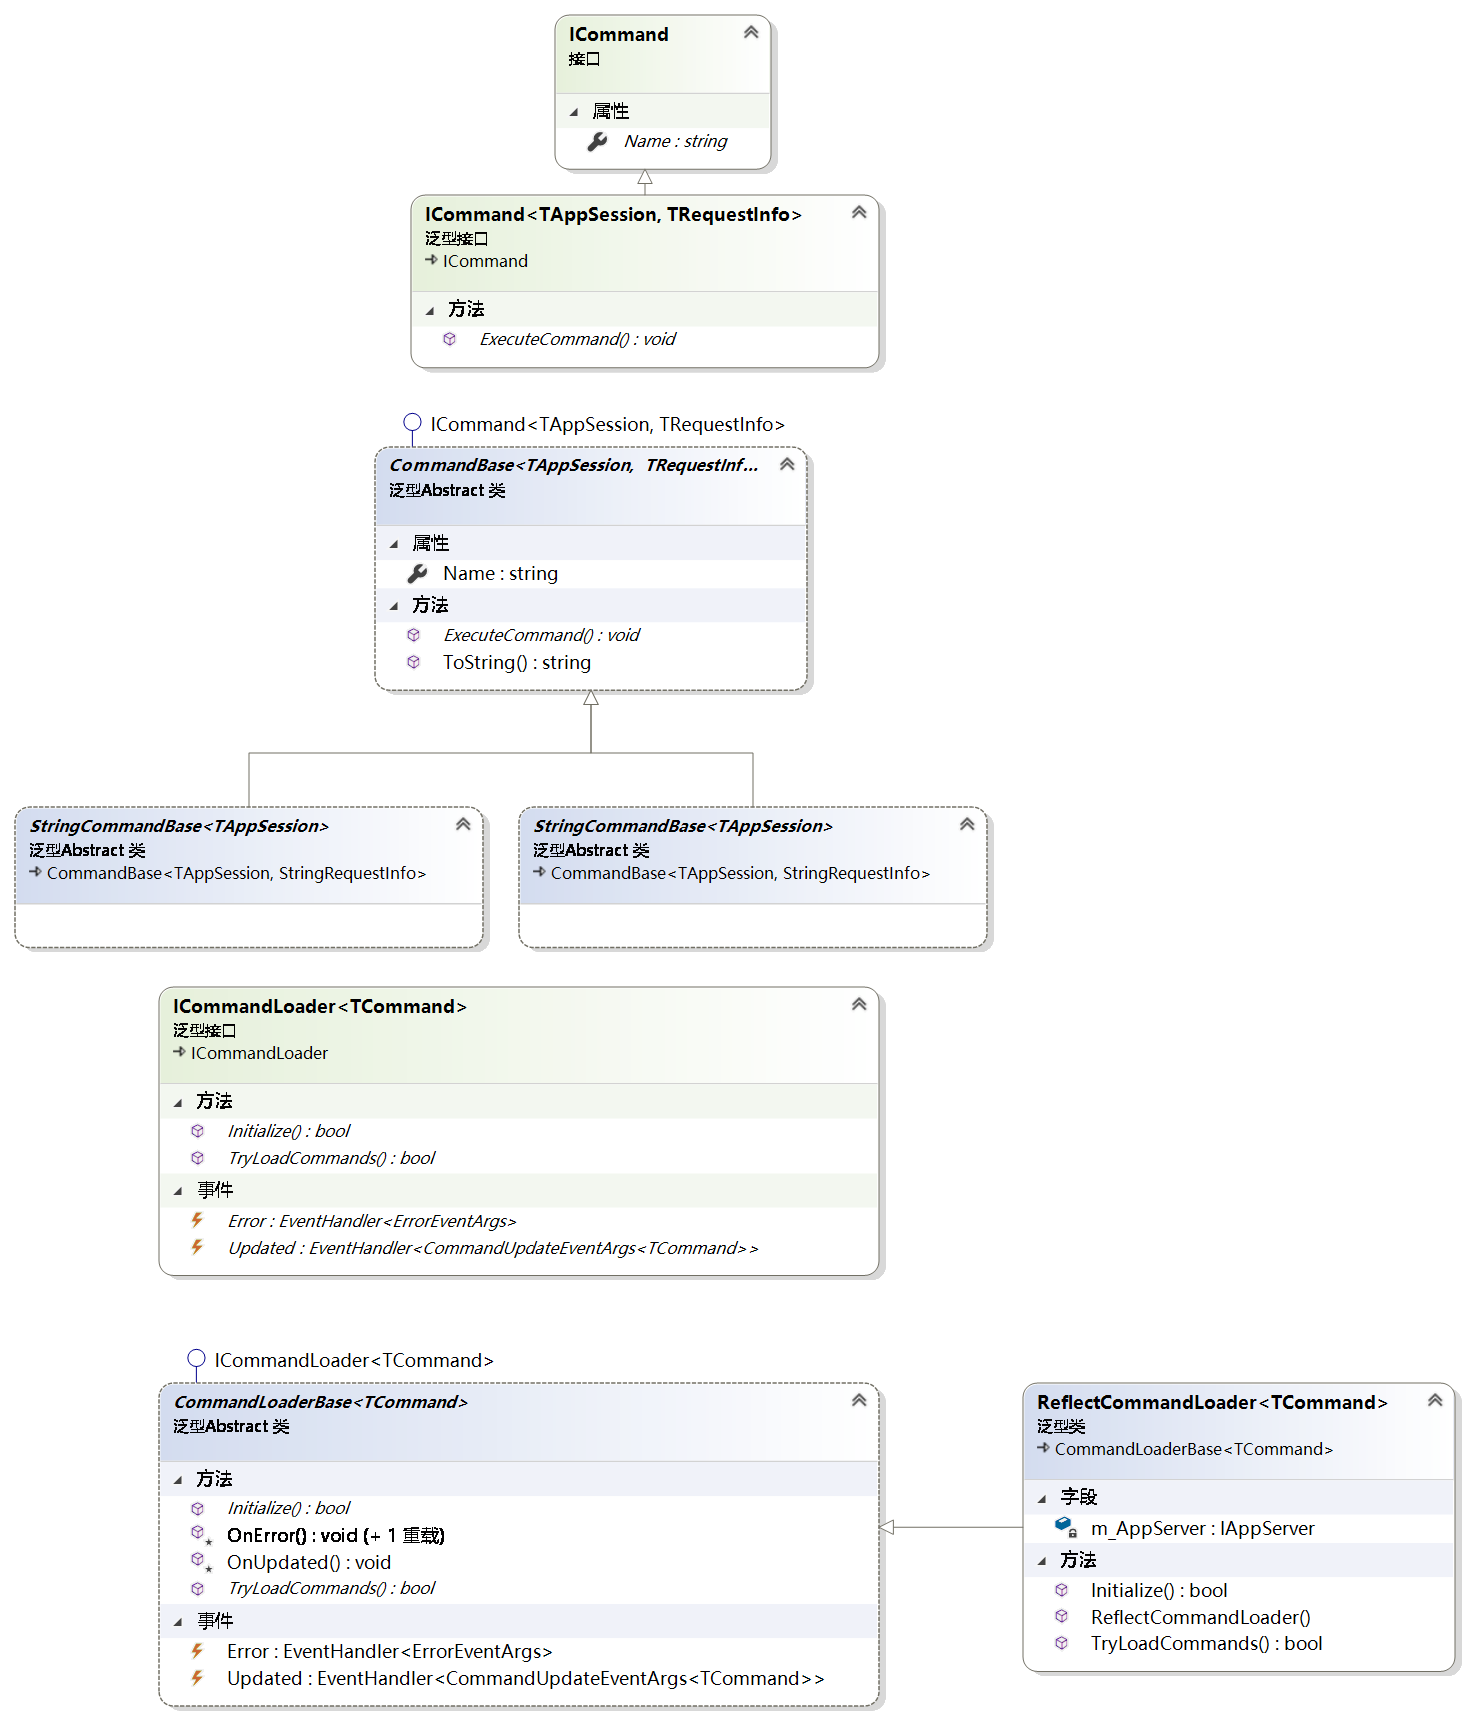 ICommand
接口
属性
Name : string
ICommand<TAppSession, TRequestInfo>
泛型接口
ICommand
方法
ExecuteCommand() : void
ICommand<TAppSession, TRequestInfo>
CommandBase<TAppSession, TRequestInf...
泛型Abstract 类
属性
Name : string
方法
ExecuteCommand() : void
ToString() : string
StringCommandBase<TAppSession>
泛型Abstract 类
CommandBase<TAppSession, StringRequestInfo>
StringCommandBase<TAppSession>
泛型Abstract 类
CommandBase<TAppSession, StringRequestInfo>
ICommandLoader<TCommand>
泛型接口
ICommandLoader
方法
Initialize() : bool
TryLoadCommands() : bool
事件
Error : EventHandler<ErrorEventArgs>
Updated : EventHandler<CommandUpdateEventArgs<TCommand>>
ICommandLoader<TCommand>
CommandLoaderBase<TCommand>
泛型Abstract 类
方法
Initialize() : bool
OnError() : void (+ 1 重载)
OnUpdated() : void
TryLoadCommands() : bool
事件
Error : EventHandler<ErrorEventArgs>
Updated : EventHandler<CommandUpdateEventArgs<TCommand>>
ReflectCommandLoader<TCommand>
泛型类
CommandLoaderBase<TCommand>
字段
m_AppServer : IAppServer
方法
Initialize() : bool
ReflectCommandLoader()
TryLoadCommands() : bool